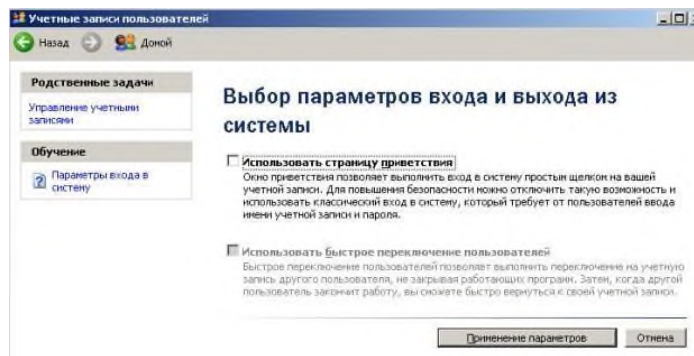 Учетные записи пользователей
Назад Домой
Родственные задачи
Управление учетными
записями
Обучение
Параметры входа в
систему
Выбор параметров входа и выхода из
системы
Использовать страницу приветствия
Окно приветствия позволяет выполнить вход в систему простым щелчком на вашей
учетной записи. Для повышения безопасности можно отключить такую возможность и
использовать классический вход в систему, который требует от пользователей ввода
имени учетной записи и пароля.
Использовать быстрое переключение пользователей
Быстрое переключение пользователей позволяет выполнить переключение на учетную
запись другого пользователя, не закрывая работающих программ. Затем, когда другой
пользователь закончит работу, вы сможете быстро вернуться к своей учетной записи.
Применение параметров Отмена